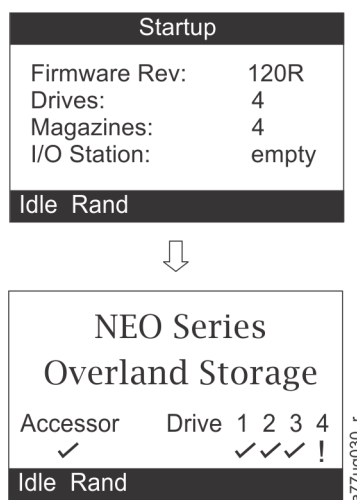 Startup
Firmware Rev: 120R
Drives: 4
Magazines: 4
I/O Station: empty
Idle Rand
NEO Series
Overland Storage
Accessor Drive 1 2 3 4
✓ ✓ ✓ ✓ !
Idle Rand
a77ug030_r